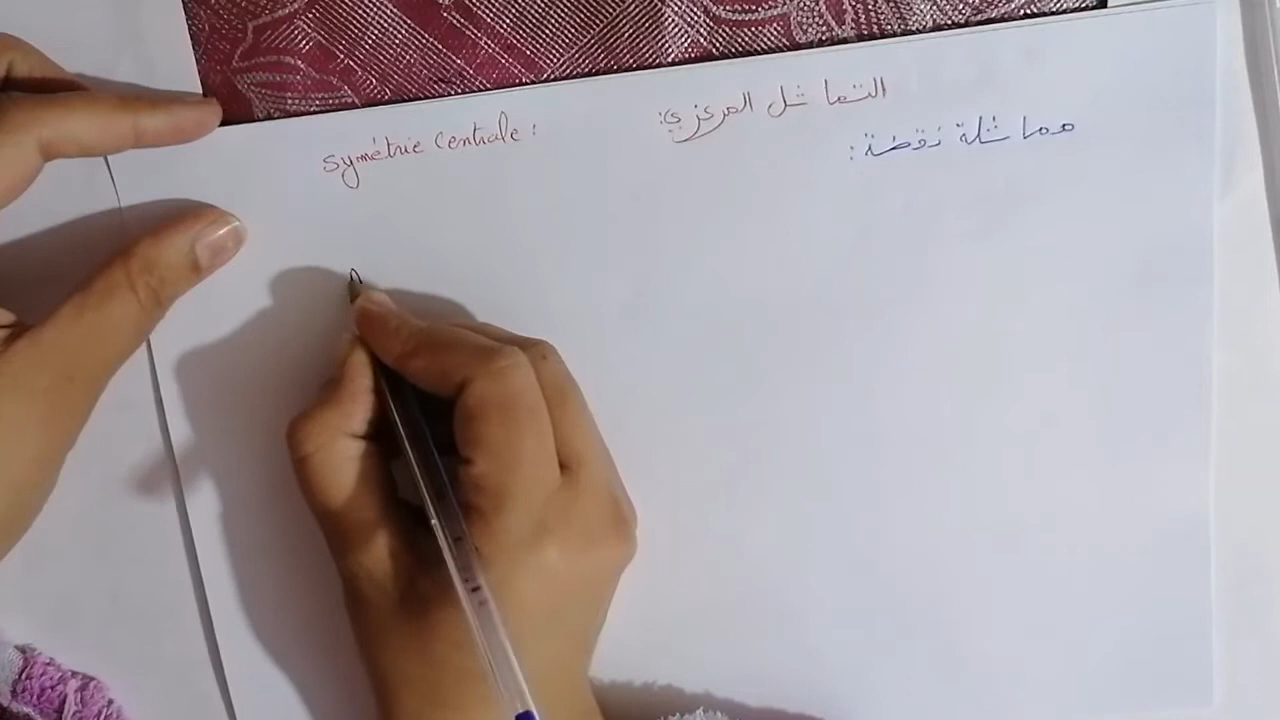 التماثل المركزي:
symétrie centrale :
مماثلة نقطة :